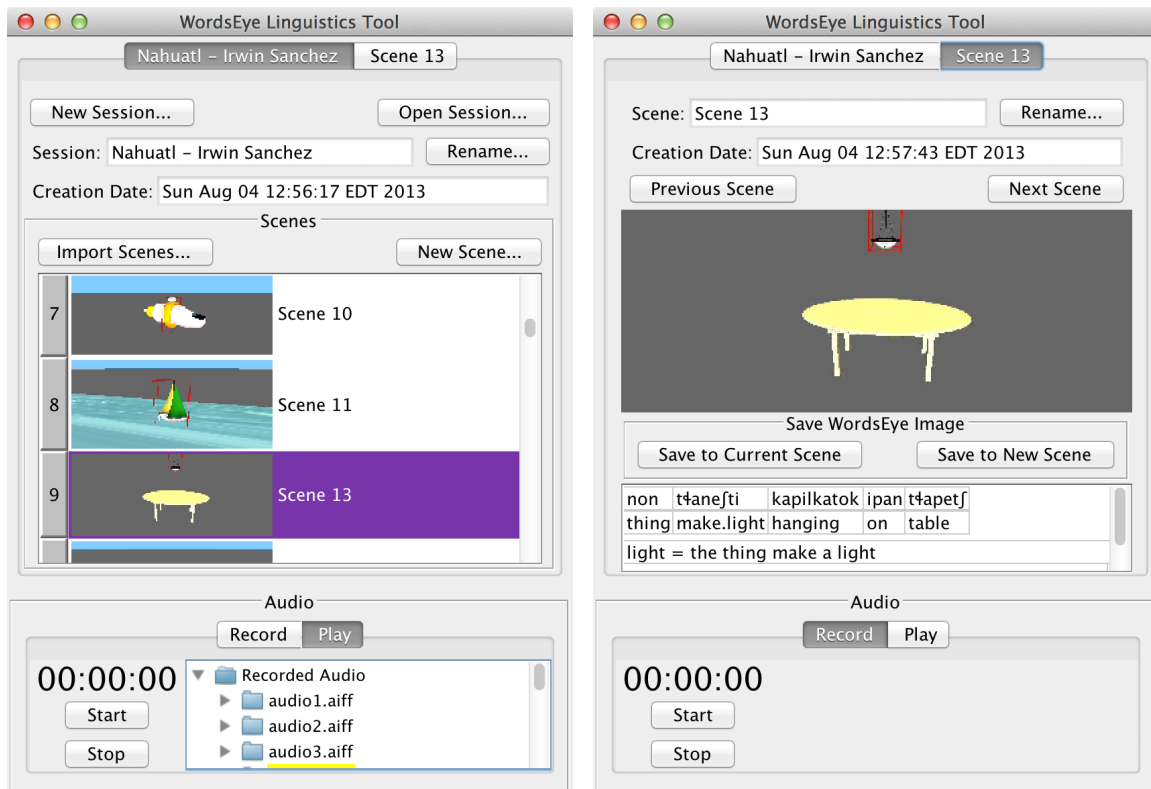 WordsEye Linguistics Tool
Nahuatl – Irwin Sanchez Scene 13
New Session... Open Session...
Session: Nahuatl – Irwin Sanchez Rename...
Creation Date: Sun Aug 04 12:56:17 EDT 2013
Scenes
Import Scenes... New Scene...
7 Scene 10
8 Scene 11
9 Scene 13
Audio
Record Play
00:00:00
Start
Stop
Recorded Audio
audio1.aiff
audio2.aiff
audio3.aiff
WordsEye Linguistics Tool
Nahuatl – Irwin Sanchez Scene 13
Scene: Scene 13 Rename...
Creation Date: Sun Aug 04 12:57:43 EDT 2013
Previous Scene Next Scene
Save WordsEye Image
Save to Current Scene Save to New Scene
non tɬaneʃti kapilkatok ipan tɬapetʃ
thing make.light hanging on table
light = the thing make a light
Audio
Record Play
00:00:00
Start
Stop